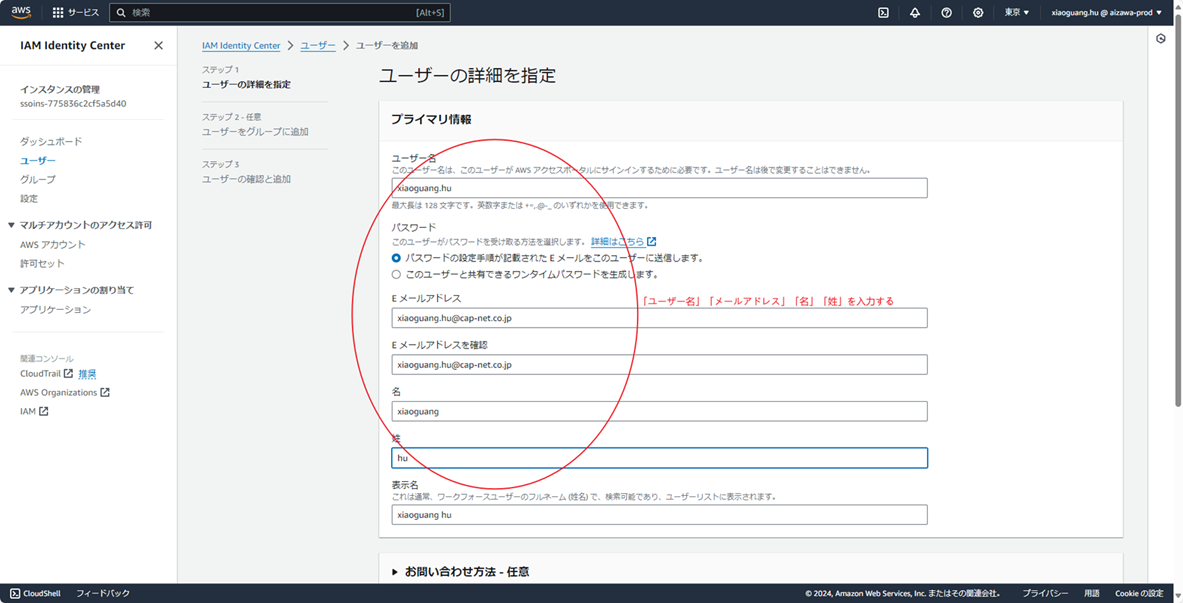 aws
サービス
検索
[Alt+S]
東京 ▼
xiaoguang.hu @ aizawa-prod ▼
IAM Identity Center
インスタンスの管理
ssoins-775836c2cf5a5d40
ダッシュボード
ユーザー
グループ
設定
マルチアカウントのアクセス許可
AWS アカウント
許可セット
アプリケーションの割り当て
アプリケーション
関連コンソール
CloudTrail 推奨
AWS Organizations
IAM
IAM Identity Center > ユーザー > ユーザーを追加
ステップ 1
ユーザーの詳細を指定
ステップ 2 - 任意
ユーザーをグループに追加
ステップ 3
ユーザーの確認と追加
ユーザーの詳細を指定
プライマリ情報
ユーザー名
このユーザー名は、このユーザーが AWS アクセスポータルにサインインするために必要です。ユーザー名は後で変更することはできません。
xiaoguang.hu
最大長は 128 文字です。英数字または +=,.@-_ のいずれかを使用できます。
パスワード
このユーザーがパスワードを受け取る方法を選択します。 詳細はこちら
パスワードの設定手順が記載された E メールをこのユーザーに送信します。
このユーザーと共有できるワンタイムパスワードを生成します。
E メールアドレス
「ユーザー名」「メールアドレス」「名」「姓」を入力する
xiaoguang.hu@cap-net.co.jp
E メールアドレスを確認
xiaoguang.hu@cap-net.co.jp
名
xiaoguang
姓
hu
表示名
これは通常、ワークフォースユーザーのフルネーム (姓名) で、検索可能であり、ユーザーリストに表示されます。
xiaoguang hu
お問い合わせ方法 - 任意
CloudShell フィードバック
© 2024, Amazon Web Services, Inc. またはその関連会社。 プライバシー 用語 Cookie の設定